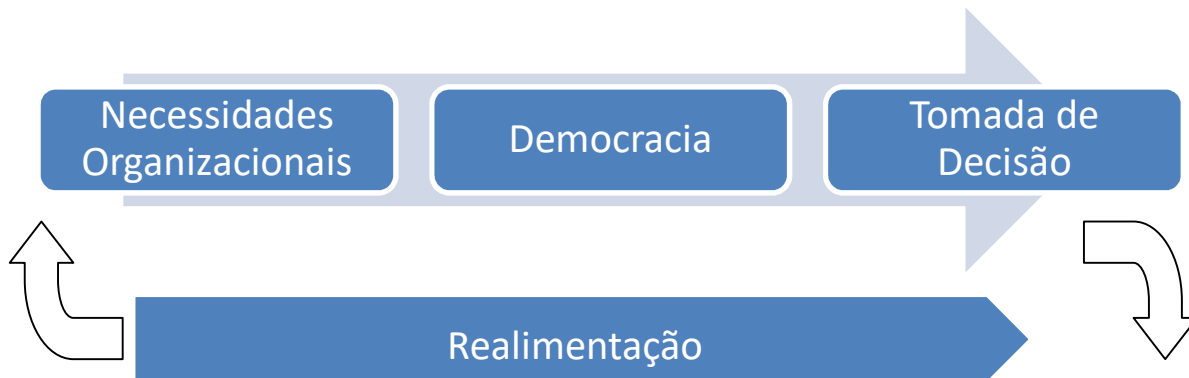 Necessidades
Organizacionais
Democracia
Tomada de
Decisão
Realimentação